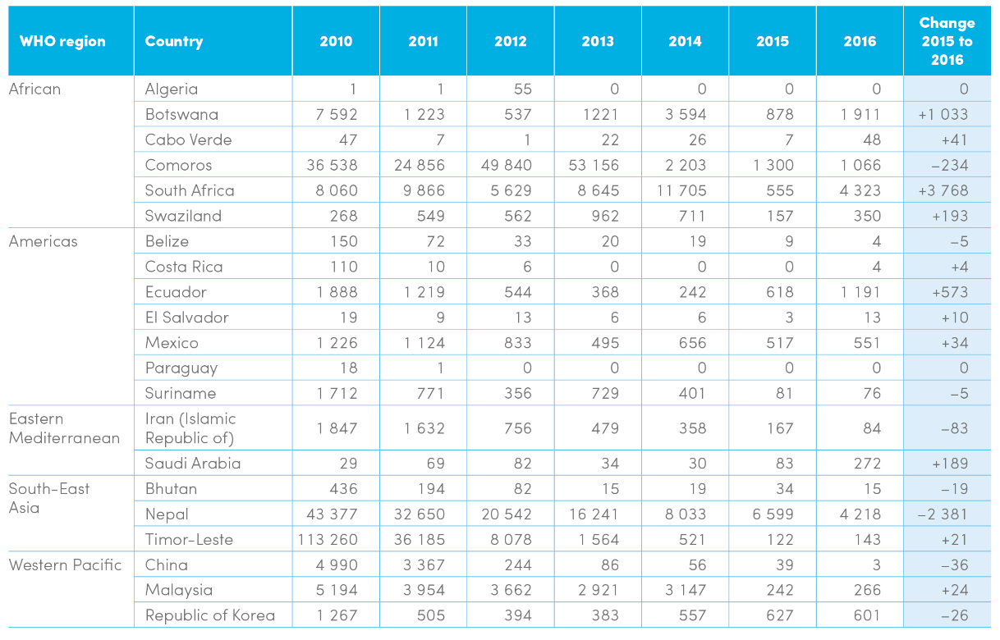 WHO region Country 2010 2011 2012 2013 2014 2015 2016 Change 2015 to 2016
African Algeria 1 1 55 0 0 0 0 0
Botswana 7 592 1 223 537 1221 3 594 878 1 911 +1 033
Cabo Verde 47 7 1 22 26 7 48 +41
Comoros 36 538 24 856 49 840 53 156 2 203 1 300 1 066 −234
South Africa 8 060 9 866 5 629 8 645 11 705 555 4 323 +3 768
Swaziland 268 549 562 962 711 157 350 +193
Americas Belize 150 72 33 20 19 9 4 −5
Costa Rica 110 10 6 0 0 0 4 +4
Ecuador 1 888 1 219 544 368 242 618 1 191 +573
El Salvador 19 9 13 6 6 3 13 +10
Mexico 1 226 1 124 833 495 656 517 551 +34
Paraguay 18 1 0 0 0 0 0 0
Suriname 1 712 771 356 729 401 81 76 −5
Eastern Mediterranean Iran (Islamic Republic of) 1 847 1 632 756 479 358 167 84 −83
Saudi Arabia 29 69 82 34 30 83 272 +189
South-East Asia Bhutan 436 194 82 15 19 34 15 −19
Nepal 43 377 32 650 20 542 16 241 8 033 6 599 4 218 −2 381
Timor-Leste 113 260 36 185 8 078 1 564 521 122 143 +21
Western Pacific China 4 990 3 367 244 86 56 39 3 −36
Malaysia 5 194 3 954 3 662 2 921 3 147 242 266 +24
Republic of Korea 1 267 505 394 383 557 627 601 −26